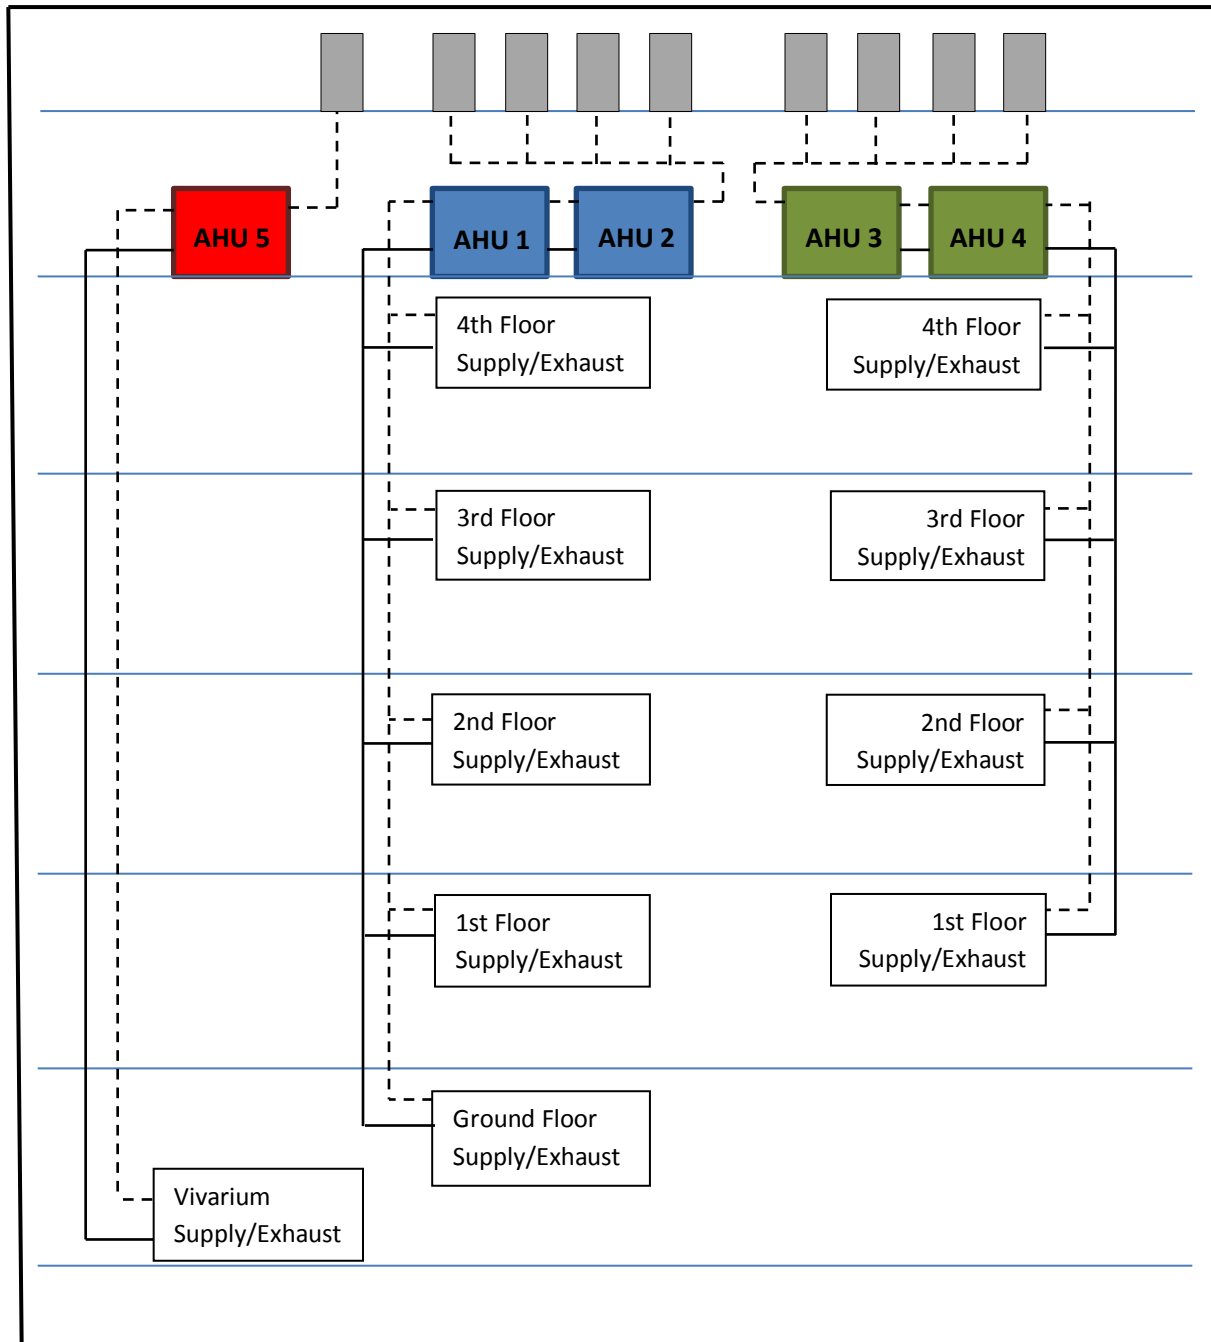 AHU 5
AHU 1
AHU 2
AHU 3
AHU 4
4th Floor
Supply/Exhaust
4th Floor
Supply/Exhaust
3rd Floor
Supply/Exhaust
3rd Floor
Supply/Exhaust
2nd Floor
Supply/Exhaust
2nd Floor
Supply/Exhaust
1st Floor
Supply/Exhaust
1st Floor
Supply/Exhaust
Ground Floor
Supply/Exhaust
Vivarium
Supply/Exhaust